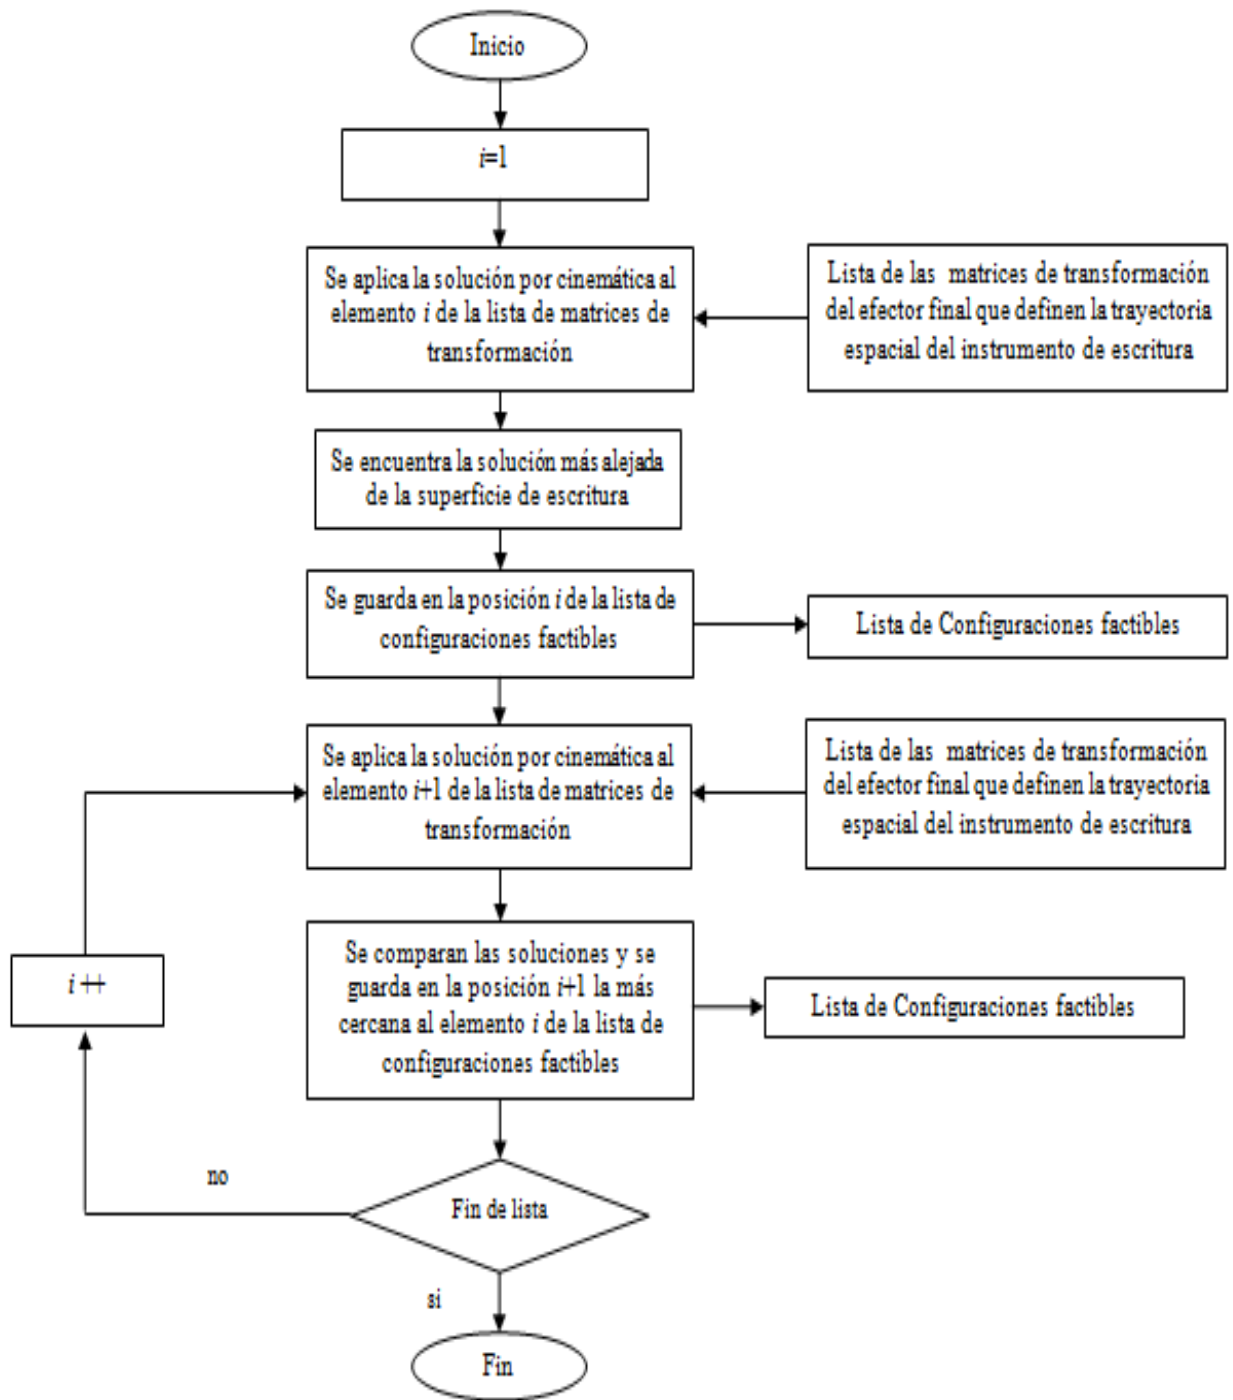 Inicio
i=1
Se aplica la solución por cinemática al
elemento i de la lista de matrices de
transformación
Lista de las matrices de transformación
del efector final que definen la trayectoria
espacial del instrumento de escritura
Se encuentra la solución más alejada
de la superficie de escritura
Se guarda en la posición i de la lista de
configuraciones factibles
Lista de Configuraciones factibles
Se aplica la solución por cinemática al
elemento i+1 de la lista de matrices de
transformación
Lista de las matrices de transformación
del efector final que definen la trayectoria
espacial del instrumento de escritura
i ++
Se comparan las soluciones y se
guarda en la posición i+1 la más
cercana al elemento i de la lista de
configuraciones factibles
Lista de Configuraciones factibles
no
Fin de lista
si
Fin